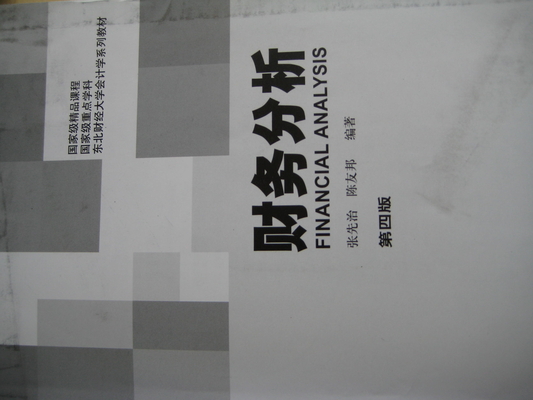 国家级精品课程
国家级重点学科
东北财经大学会计学系列教材
财务分析
FINANCIAL ANALYSIS
张先治 陈友邦 编著
第四版